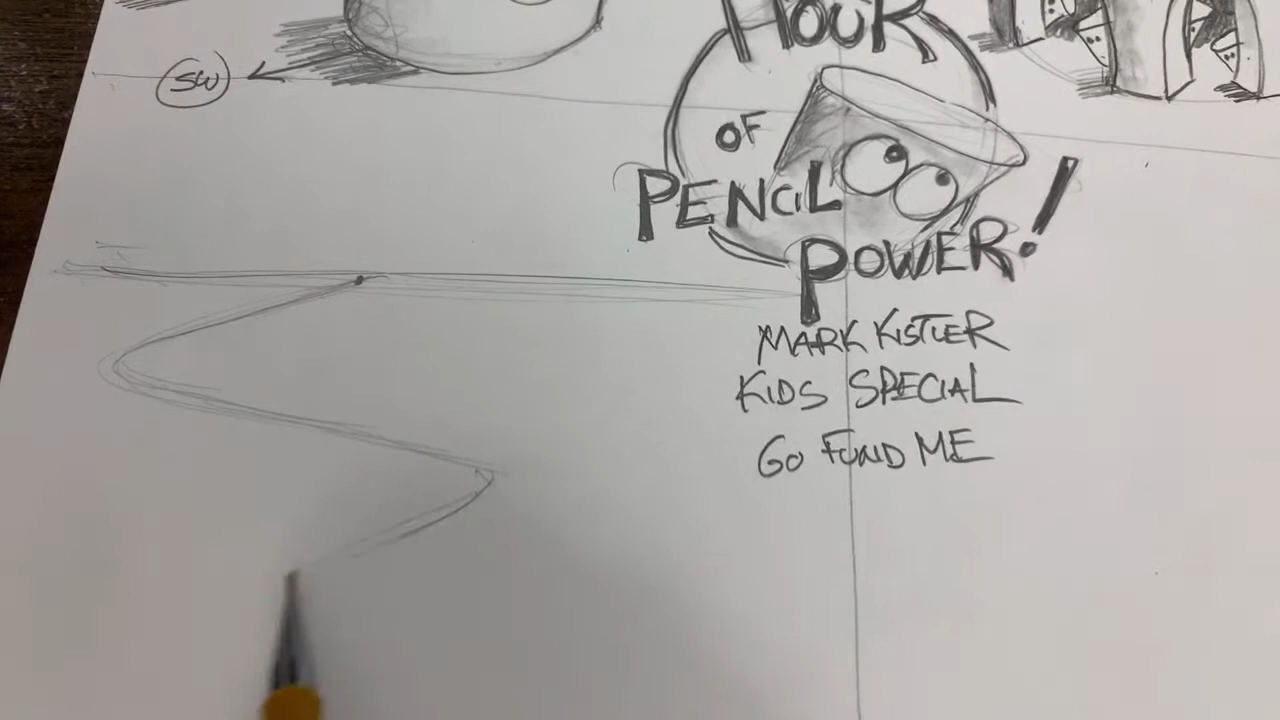 HOUR
SW
OF
PENCIL
POWER!
MARK KISTLER
KIDS SPECIAL
GO FUND ME